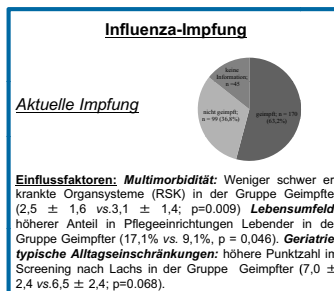 Influenza-Impfung
Aktuelle Impfung
keine
Information;
n =45
nicht geimpft;
n = 99 (36,8%)
geimpft; n = 170
(63,2%)
Einflussfaktoren: Multimorbidität: Weniger schwer er
krankte Organsysteme (RSK) in der Gruppe Geimpfte
(2,5 ± 1,6 vs.3,1 ± 1,4; p=0.009) Lebensumfeld
höherer Anteil in Pflegeeinrichtungen Lebender in de
Gruppe Geimpfter (17,1% vs. 9,1%, p = 0,046). Geriatrie
typische Alltagseinschränkungen: höhere Punktzahl in
Screening nach Lachs in der Gruppe Geimpfter (7,0 ±
2,4 vs.6,5 ± 2,4; p=0.068).